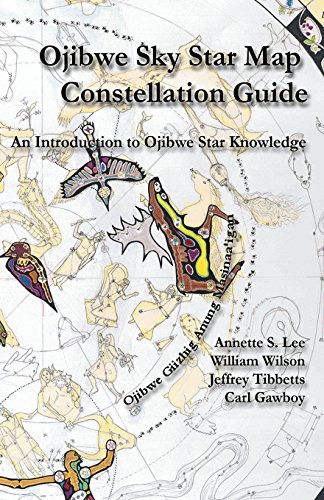 Ojibwe Sky Star Map
Constellation Guide
An Introduction to Ojibwe Star Knowledge
Ojibwe Giizhig Anung Masinaa'igan
Annette S. Lee
William Wilson
Jeffrey Tibbetts
Carl Gawboy